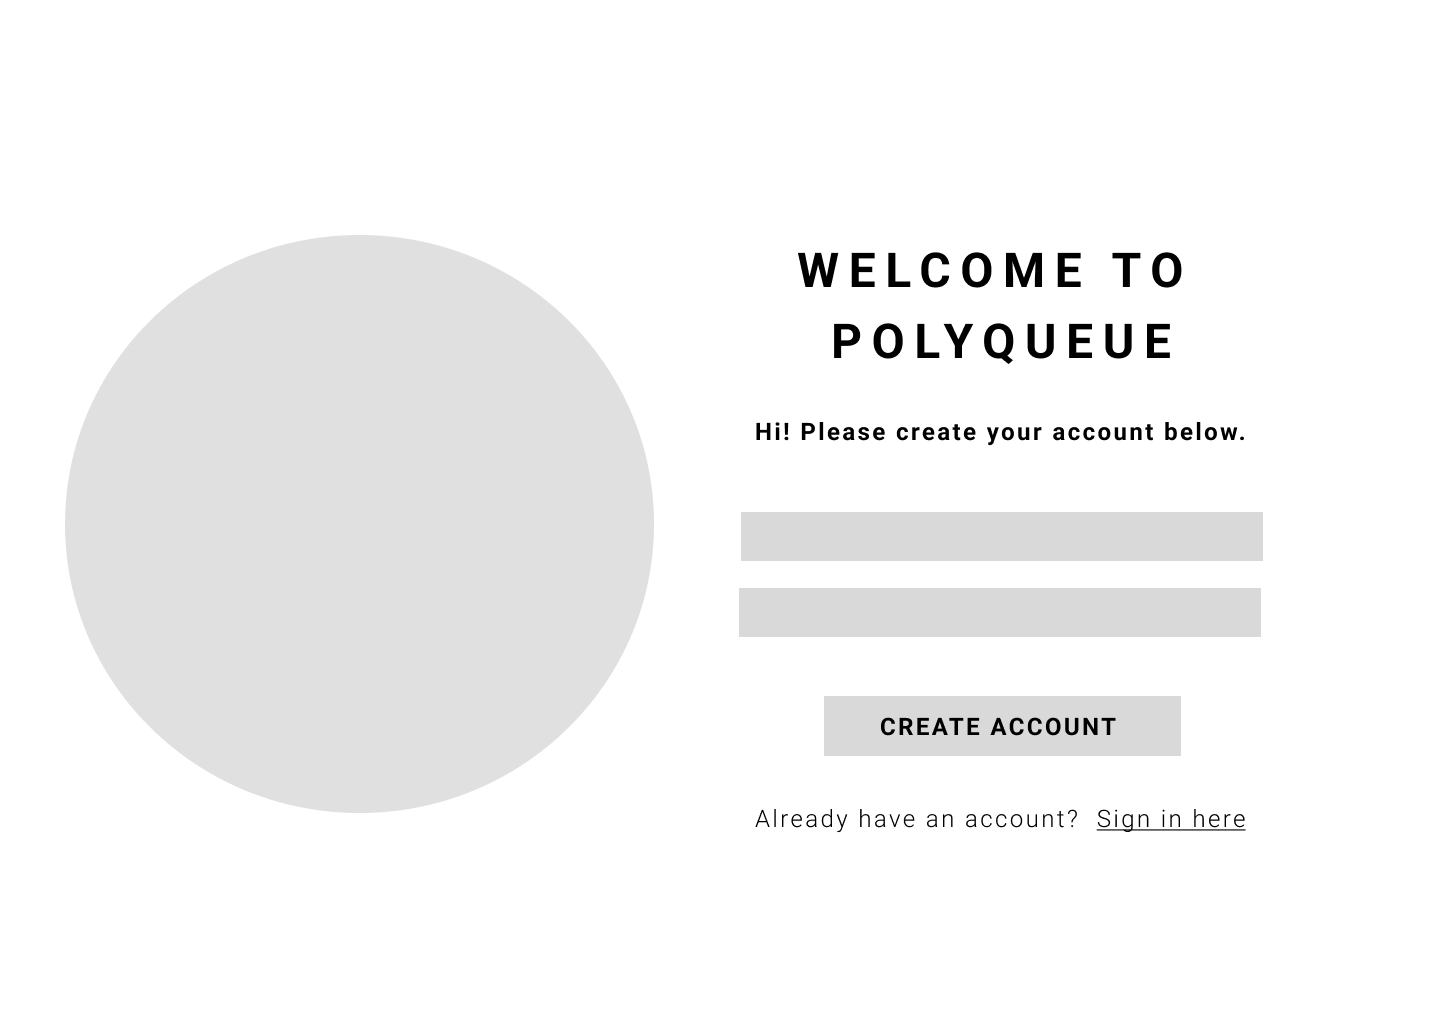 WELCOME TO
POLYQUEUE
Hi! Please create your account below.
CREATE ACCOUNT
Already have an account? Sign in here